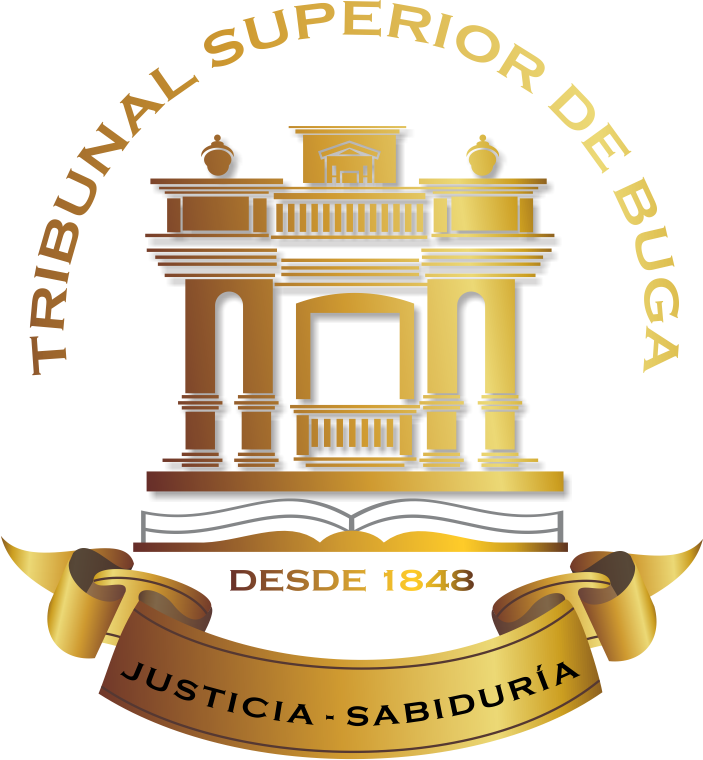 TRIBUNAL SUPERIOR DE BUGA
DESDE 1848
JUSTICIA - SABIDURÍA